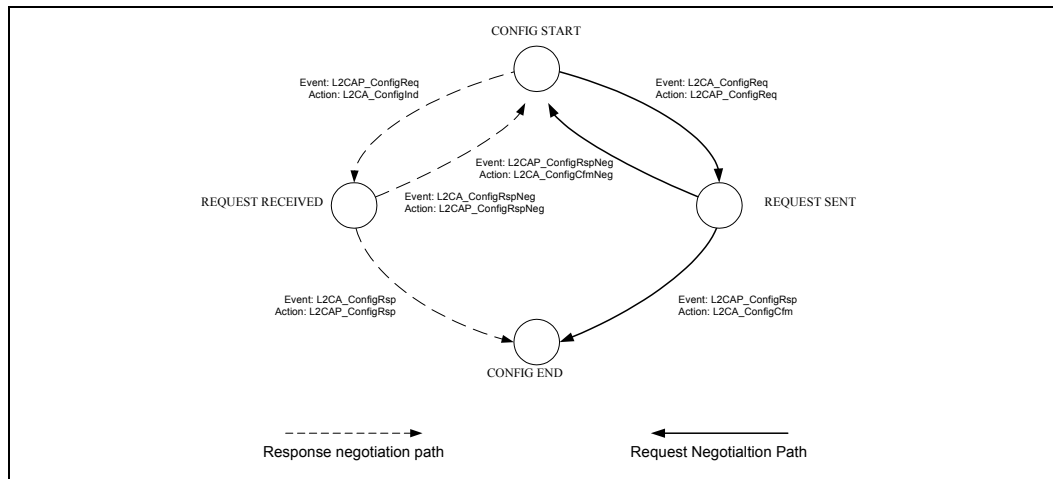 CONFIG START
Event: L2CAP_ConfigReq
Action: L2CA_ConfigInd
Event: L2CA_ConfigReq
Action: L2CAP_ConfigReq
Event: L2CAP_ConfigRspNeg
Action: L2CA_ConfigCfmNeg
REQUEST RECEIVED
Event: L2CA_ConfigRspNeg
Action: L2CAP_ConfigRspNeg
REQUEST SENT
Event: L2CA_ConfigRsp
Action: L2CAP_ConfigRsp
Event: L2CAP_ConfigRsp
Action: L2CA_ConfigCfm
CONFIG END
Response negotiation path
Request Negotialtion Path